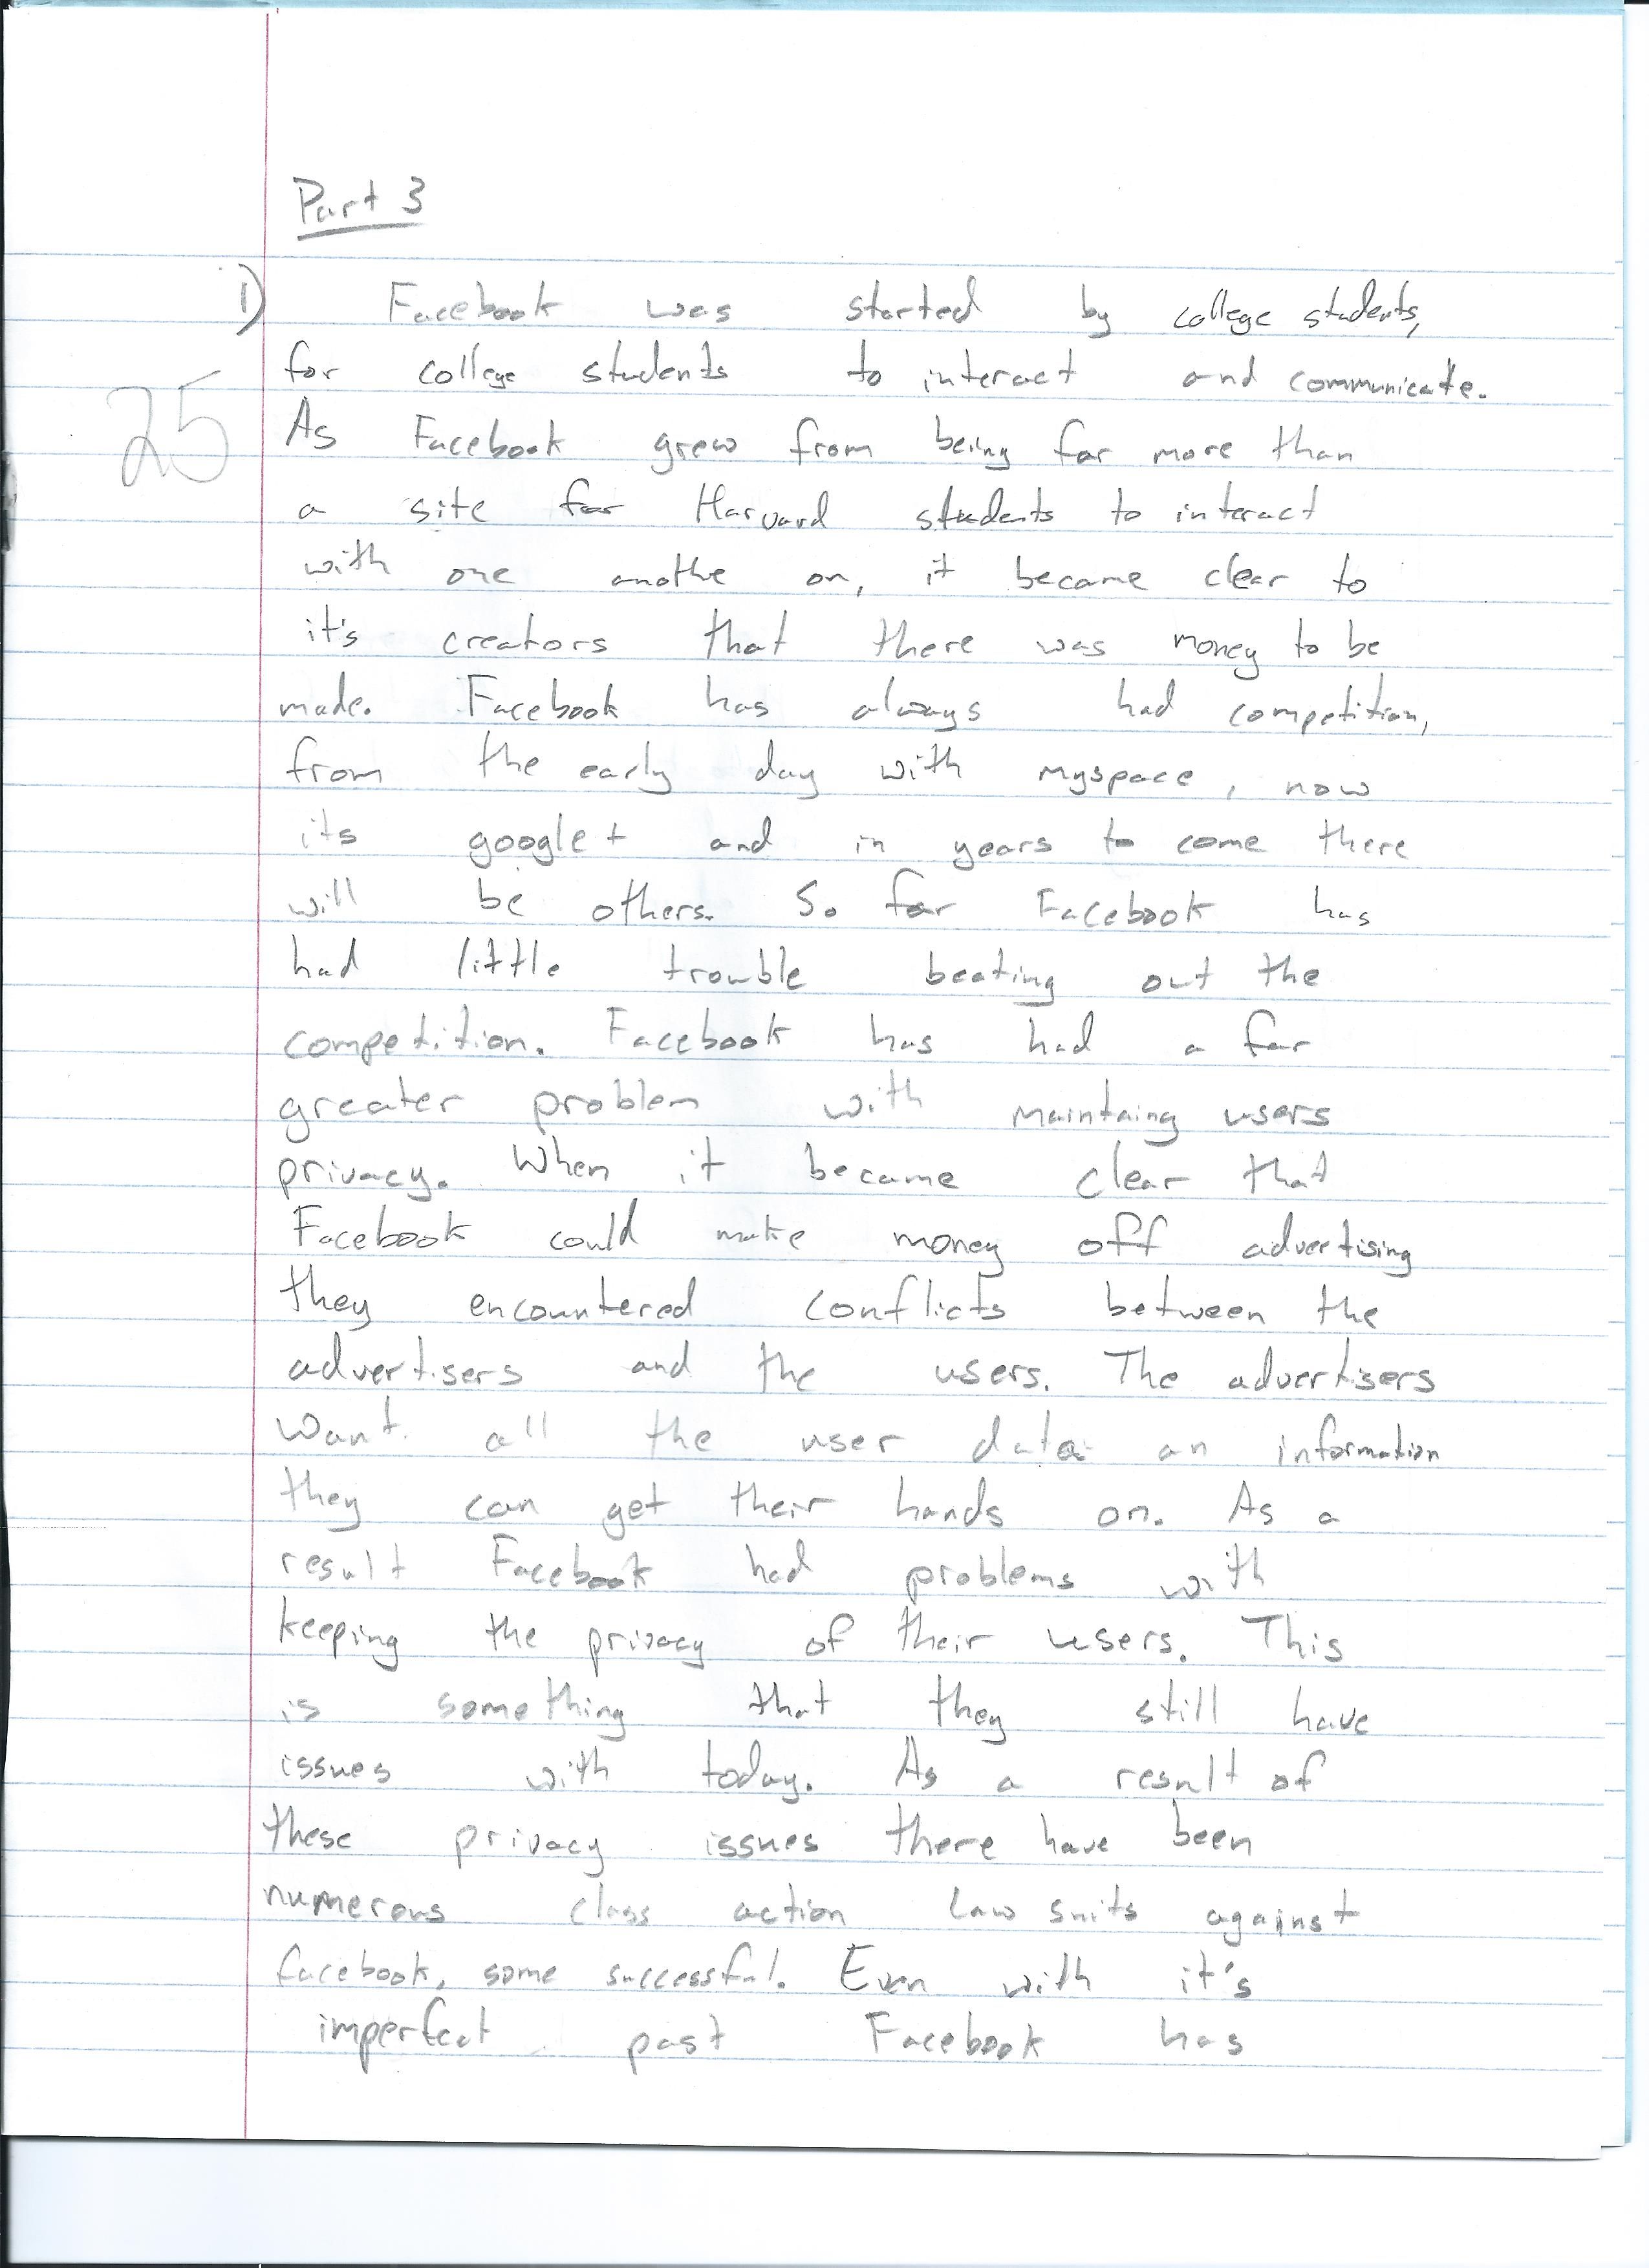 Part 3
1) Facebook was started by college students,
for college students to interact and communicate.
25
As Facebook grew from being far more than
a site for Harvard students to interact
with one anothe on, it became clear to
it's creators that there was money to be
made. Facebook has always had competition,
from the early day with myspace, now
its google+ and in years to come there
will be others. So far Facebook has
had little trouble beating out the
competition. Facebook has had a far
greater problem with maintaing users
privacy. When it became clear that
Facebook could make money off advertising
they encountered conflicts between the
advertisers and the users. The advertisers
want all the user data an information
they can get their hands on. As a
result Facebook had problems with
keeping the privacy of their users. This
is something that they still have
issues with today. As a result of
these privacy issues there have been
numerous class action law suits against
facebook, some successful. Even with it's
imperfect past Facebook has